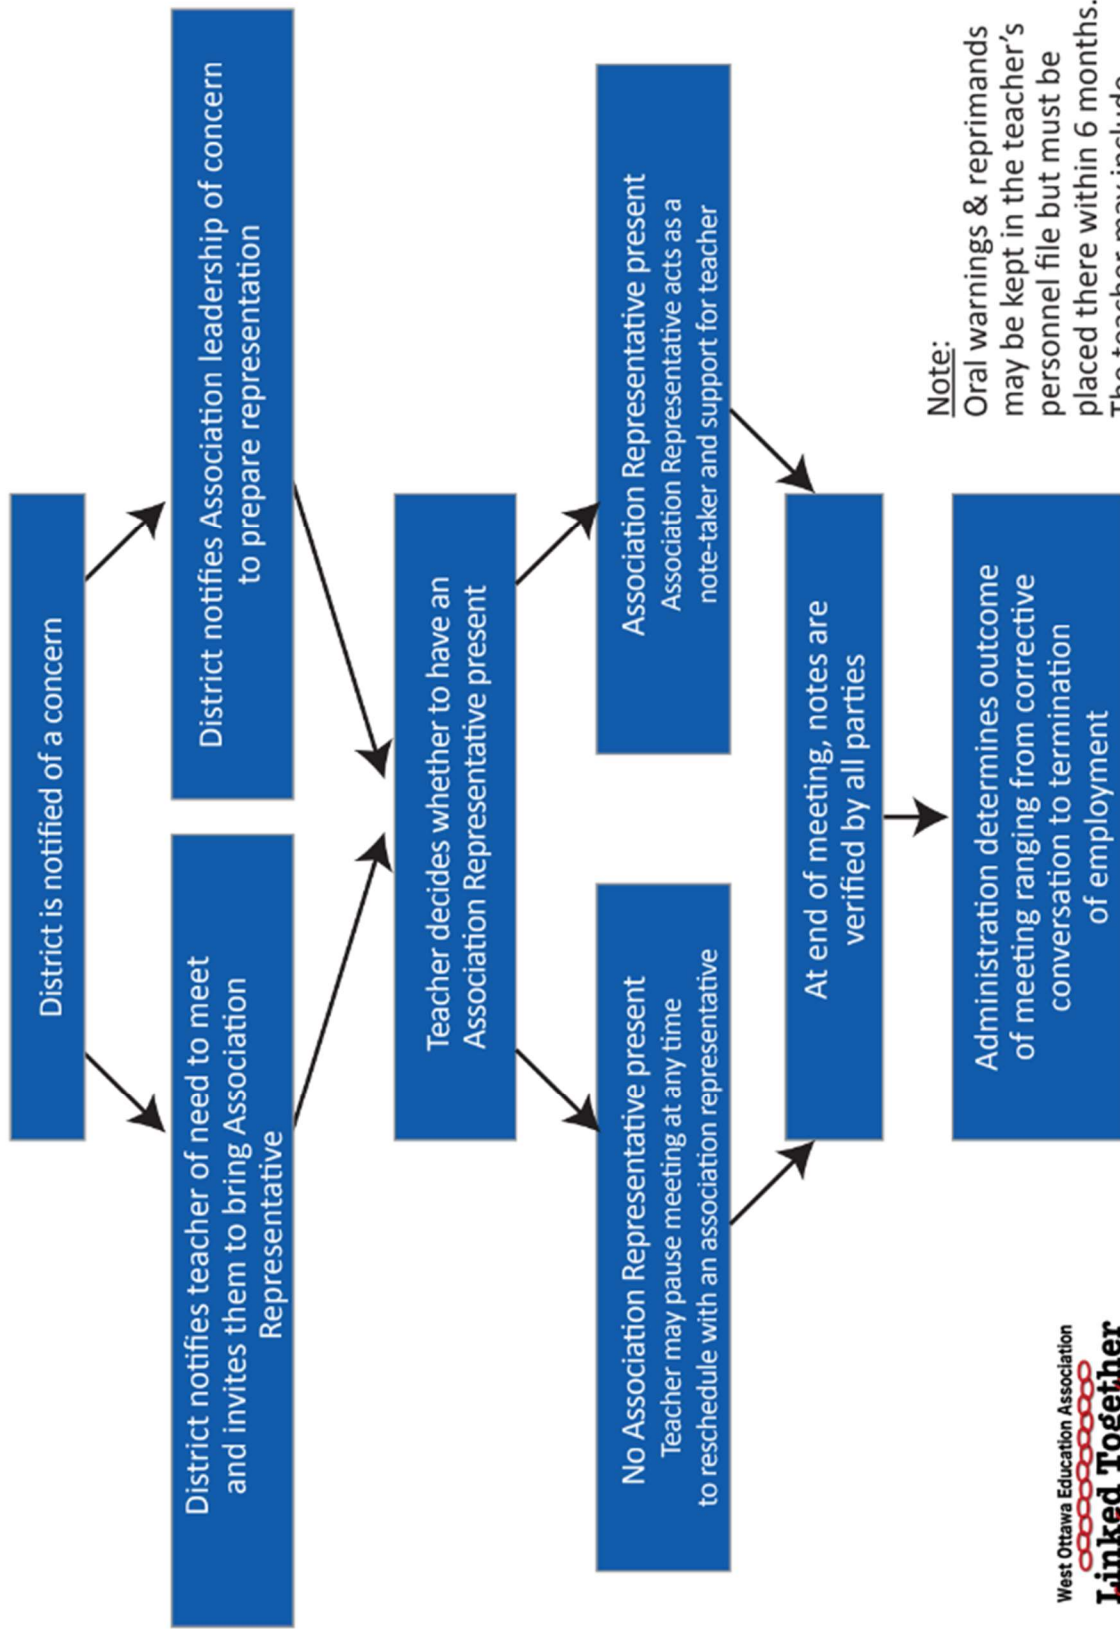 District is notified of a concern
District notifies teacher of need to meet
and invites them to bring Association
Representative
District notifies Association leadership of concern
to prepare representation
Teacher decides whether to have an
Association Representative present
No Association Representative present
Teacher may pause meeting at any time
to reschedule with an association representative
Association Representative present
Association Representative acts as a
note-taker and support for teacher
At end of meeting, notes are
verified by all parties
Administration determines outcome
of meeting ranging from corrective
conversation to termination
of employment
Note:
Oral warnings & reprimands
may be kept in the teacher's
personnel file but must be
placed there within 6 months.
The teacher may include
West Ottawa Education Association
Linked Together